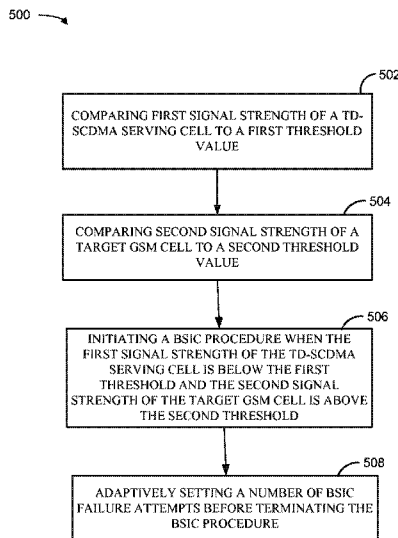 500
502
COMPARING FIRST SIGNAL STRENGTH OF A TD-
SCDMA SERVING CELL TO A FIRST THRESHOLD
VALUE
504
COMPARING SECOND SIGNAL STRENGTH OF A
TARGET GSM CELL TO A SECOND THRESHOLD
VALUE
506
INITIATING A BSIC PROCEDURE WHEN THE
FIRST SIGNAL STRENGTH OF THE TD-SCDMA
SERVING CELL IS BELOW THE FIRST
THRESHOLD AND THE SECOND SIGNAL
STRENGTH OF THE TARGET GSM CELL IS ABOVE
THE SECOND THRESHOLD
508
ADAPTIVELY SETTING A NUMBER OF BSIC
FAILURE ATTEMPTS BEFORE TERMINATING THE
BSIC PROCEDURE